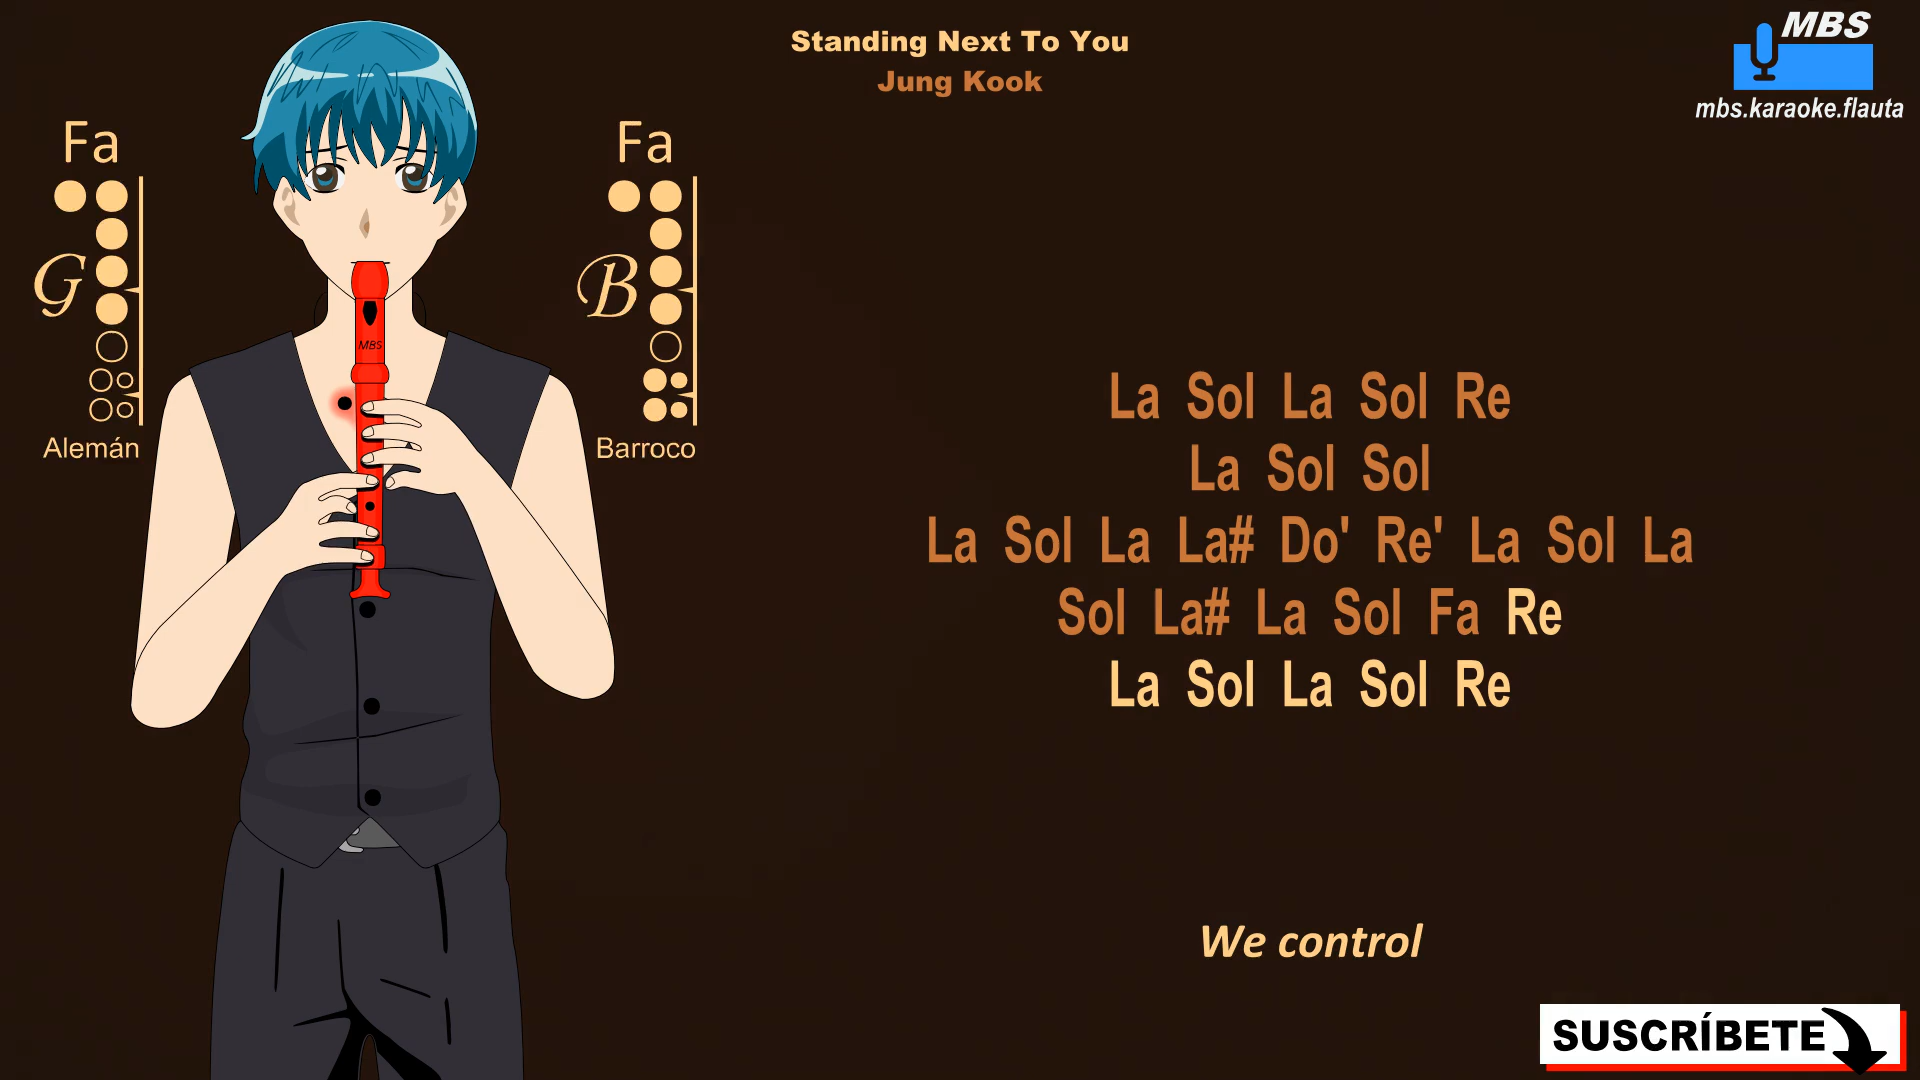 Standing Next To You
Jung Kook
MBS
mbs.karaoke.flauta
Fa
G
Alemán
Fa
B
Barroco
MBS
La Sol La Sol Re
La Sol Sol
La Sol La La# Do' Re' La Sol La
Sol La# La Sol Fa Re
La Sol La Sol Re
We control
SUSCRÍBETE